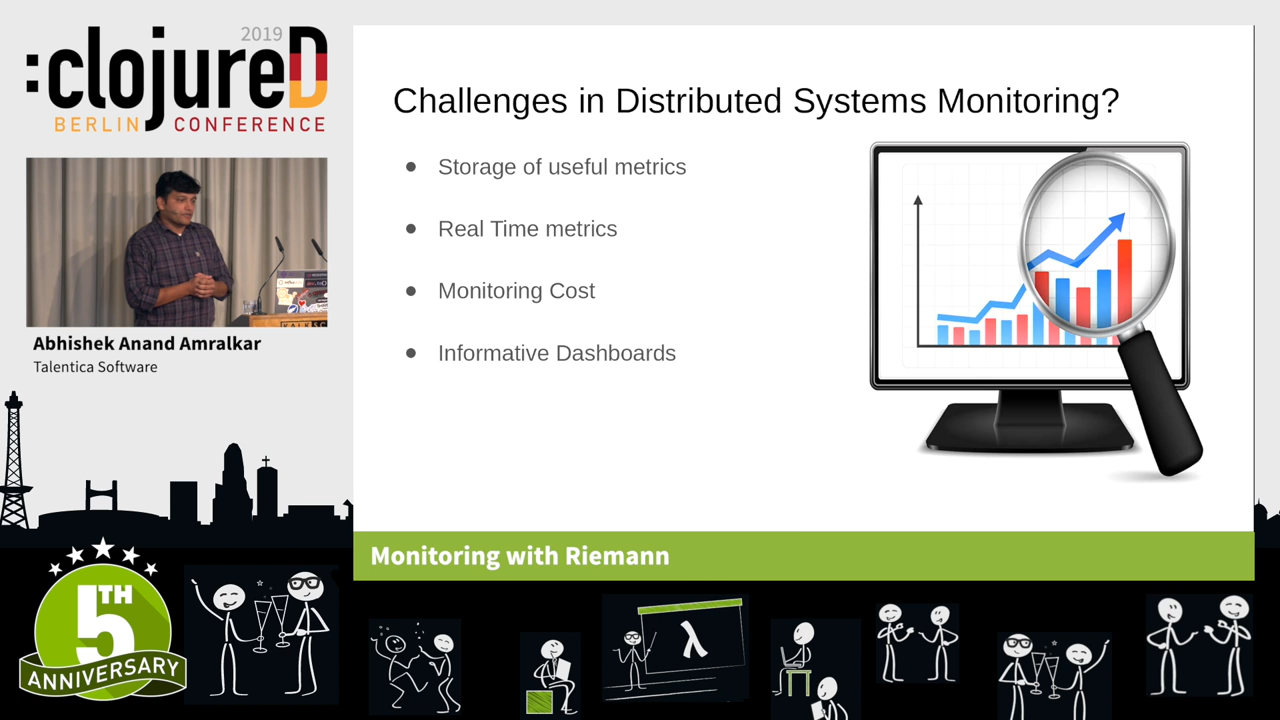 2019
:clojureD
BERLIN CONFERENCE
Abhishek Anand Amralkar
Talentica Software
5TH
ANNIVERSARY
Challenges in Distributed Systems Monitoring?
Storage of useful metrics
Real Time metrics
Monitoring Cost
Informative Dashboards
Monitoring with Riemann
λ